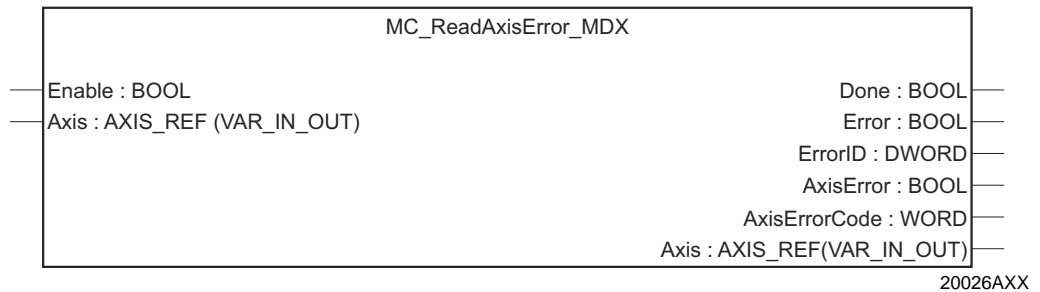 MC_ReadAxisError_MDX
Enable : BOOL
Done : BOOL
Axis : AXIS_REF (VAR_IN_OUT)
Error : BOOL
ErrorID : DWORD
AxisError : BOOL
AxisErrorCode : WORD
Axis : AXIS_REF(VAR_IN_OUT)
20026AXX